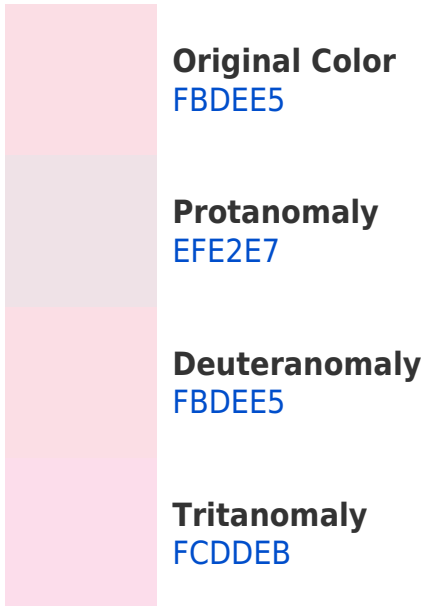 Original Color
FBDEE5
Protanomaly
EFE2E7
Deuteranomaly
FBDEE5
Tritanomaly
FCDDEB